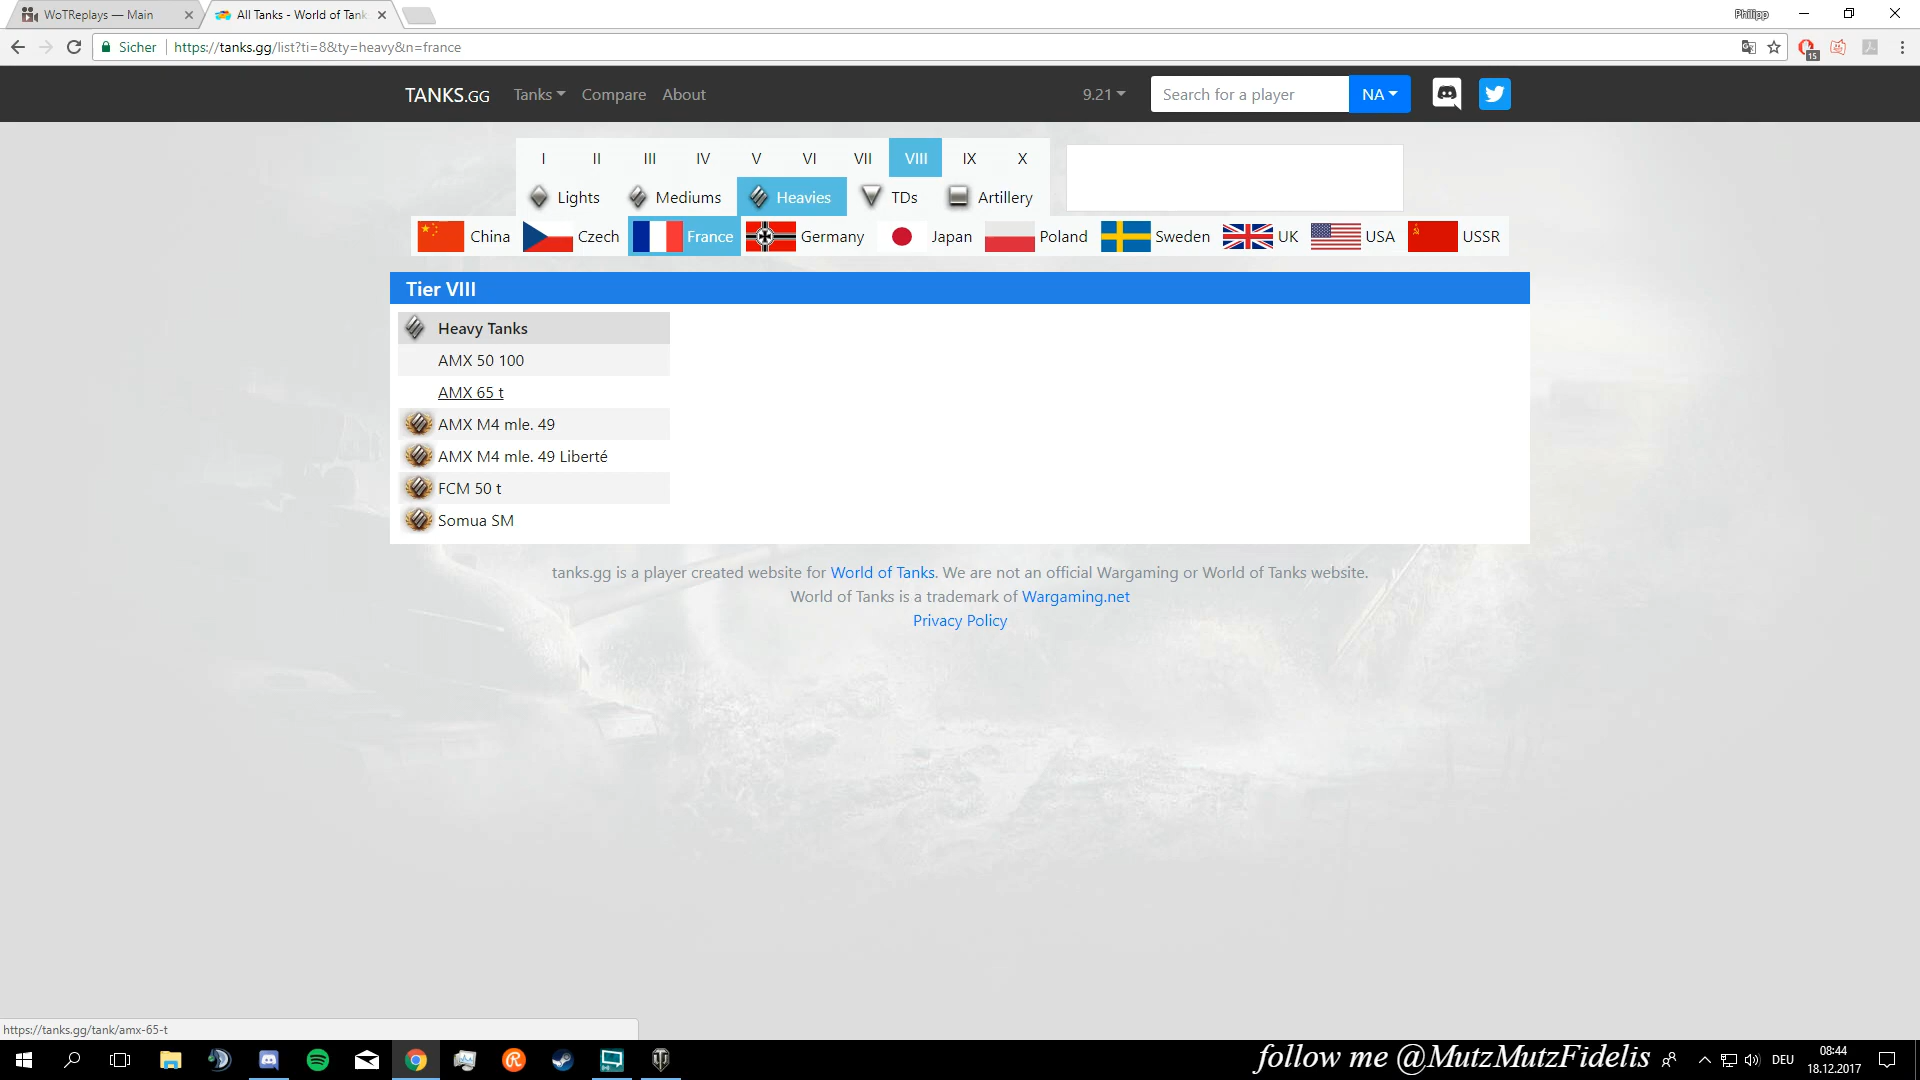 WoTReplays — Main
All Tanks - World of Tank
Philipp
Sicher
https://tanks.gg/list?ti=8&ty=heavy&n=france
15
TANKS.GG
Tanks
Compare
About
9.21
Search for a player
NA
I II III IV V VI VII VIII IX X
Lights Mediums Heavies TDs Artillery
China Czech France Germany Japan Poland Sweden UK USA USSR
Tier VIII
Heavy Tanks
AMX 50 100
AMX 65 t
AMX M4 mle. 49
AMX M4 mle. 49 Liberté
FCM 50 t
Somua SM
tanks.gg is a player created website for World of Tanks. We are not an official Wargaming or World of Tanks website.
World of Tanks is a trademark of Wargaming.net
Privacy Policy
https://tanks.gg/tank/amx-65-t
follow me @MutzMutzFidelis
DEU
08:44
18.12.2017